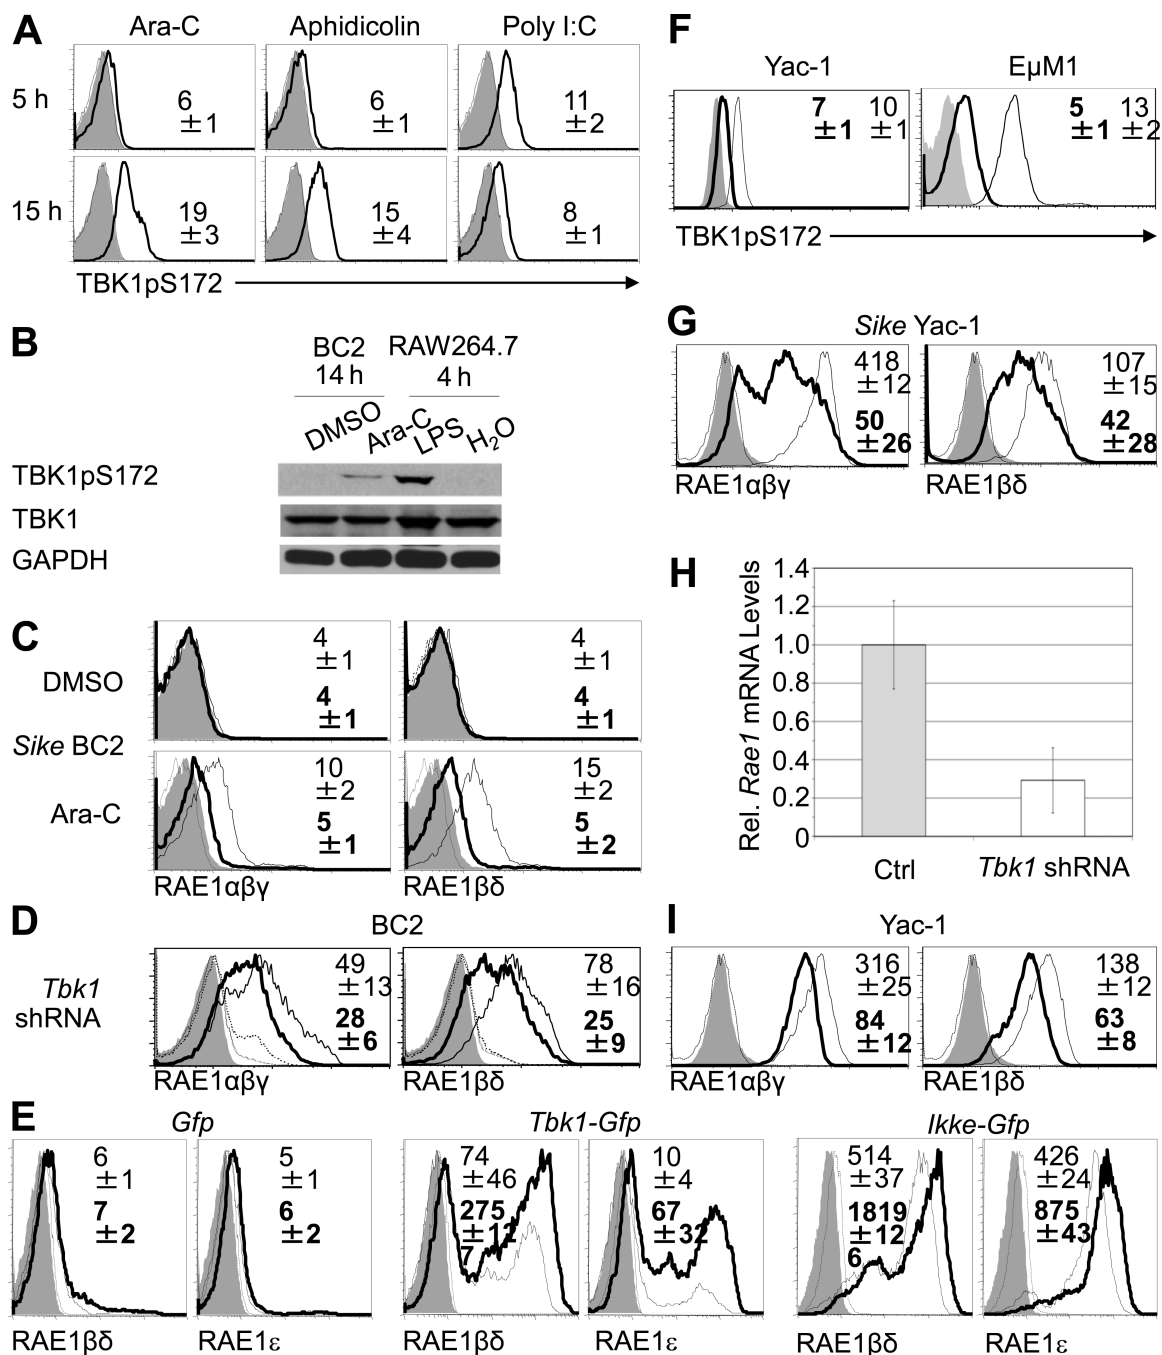 A
Ara-C Aphidicolin Poly I:C
5 h
6
±1
6
±1
11
±2
15 h
19
±3
15
±4
8
±1
TBK1pS172
B
BC2 RAW264.7
14 h 4 h
DMSO Ara-C LPS H₂O
TBK1pS172
TBK1
GAPDH
C
DMSO
4
±1
4
±1
4
±1
4
±1
Sike BC2
Ara-C
10
±2
5
±1
15
±2
5
±2
RAE1αβγ RAE1βδ
D
BC2
Tbk1
shRNA
49
±13
28
±6
78
±16
25
±9
RAE1αβγ RAE1βδ
E
Gfp Tbk1-Gfp Ikke-Gfp
6
±1
7
±2
5
±1
6
±2
74
±46
275
±12
7
10
±4
67
±32
514
±37
1819
±12
6
426
±24
875
±43
RAE1βδ RAE1ε RAE1βδ RAE1ε RAE1βδ RAE1ε
F
Yac-1 EμM1
7
±1
10
±1
5
±1
13
±2
TBK1pS172
G
Sike Yac-1
418
±12
50
±26
107
±15
42
±28
RAE1αβγ RAE1βδ
H
Rel. Rae1 mRNA Levels
1.4
1.2
1.0
0.8
0.6
0.4
0.2
0
Ctrl Tbk1 shRNA
I
Yac-1
316
±25
84
±12
138
±12
63
±8
RAE1αβγ RAE1βδ